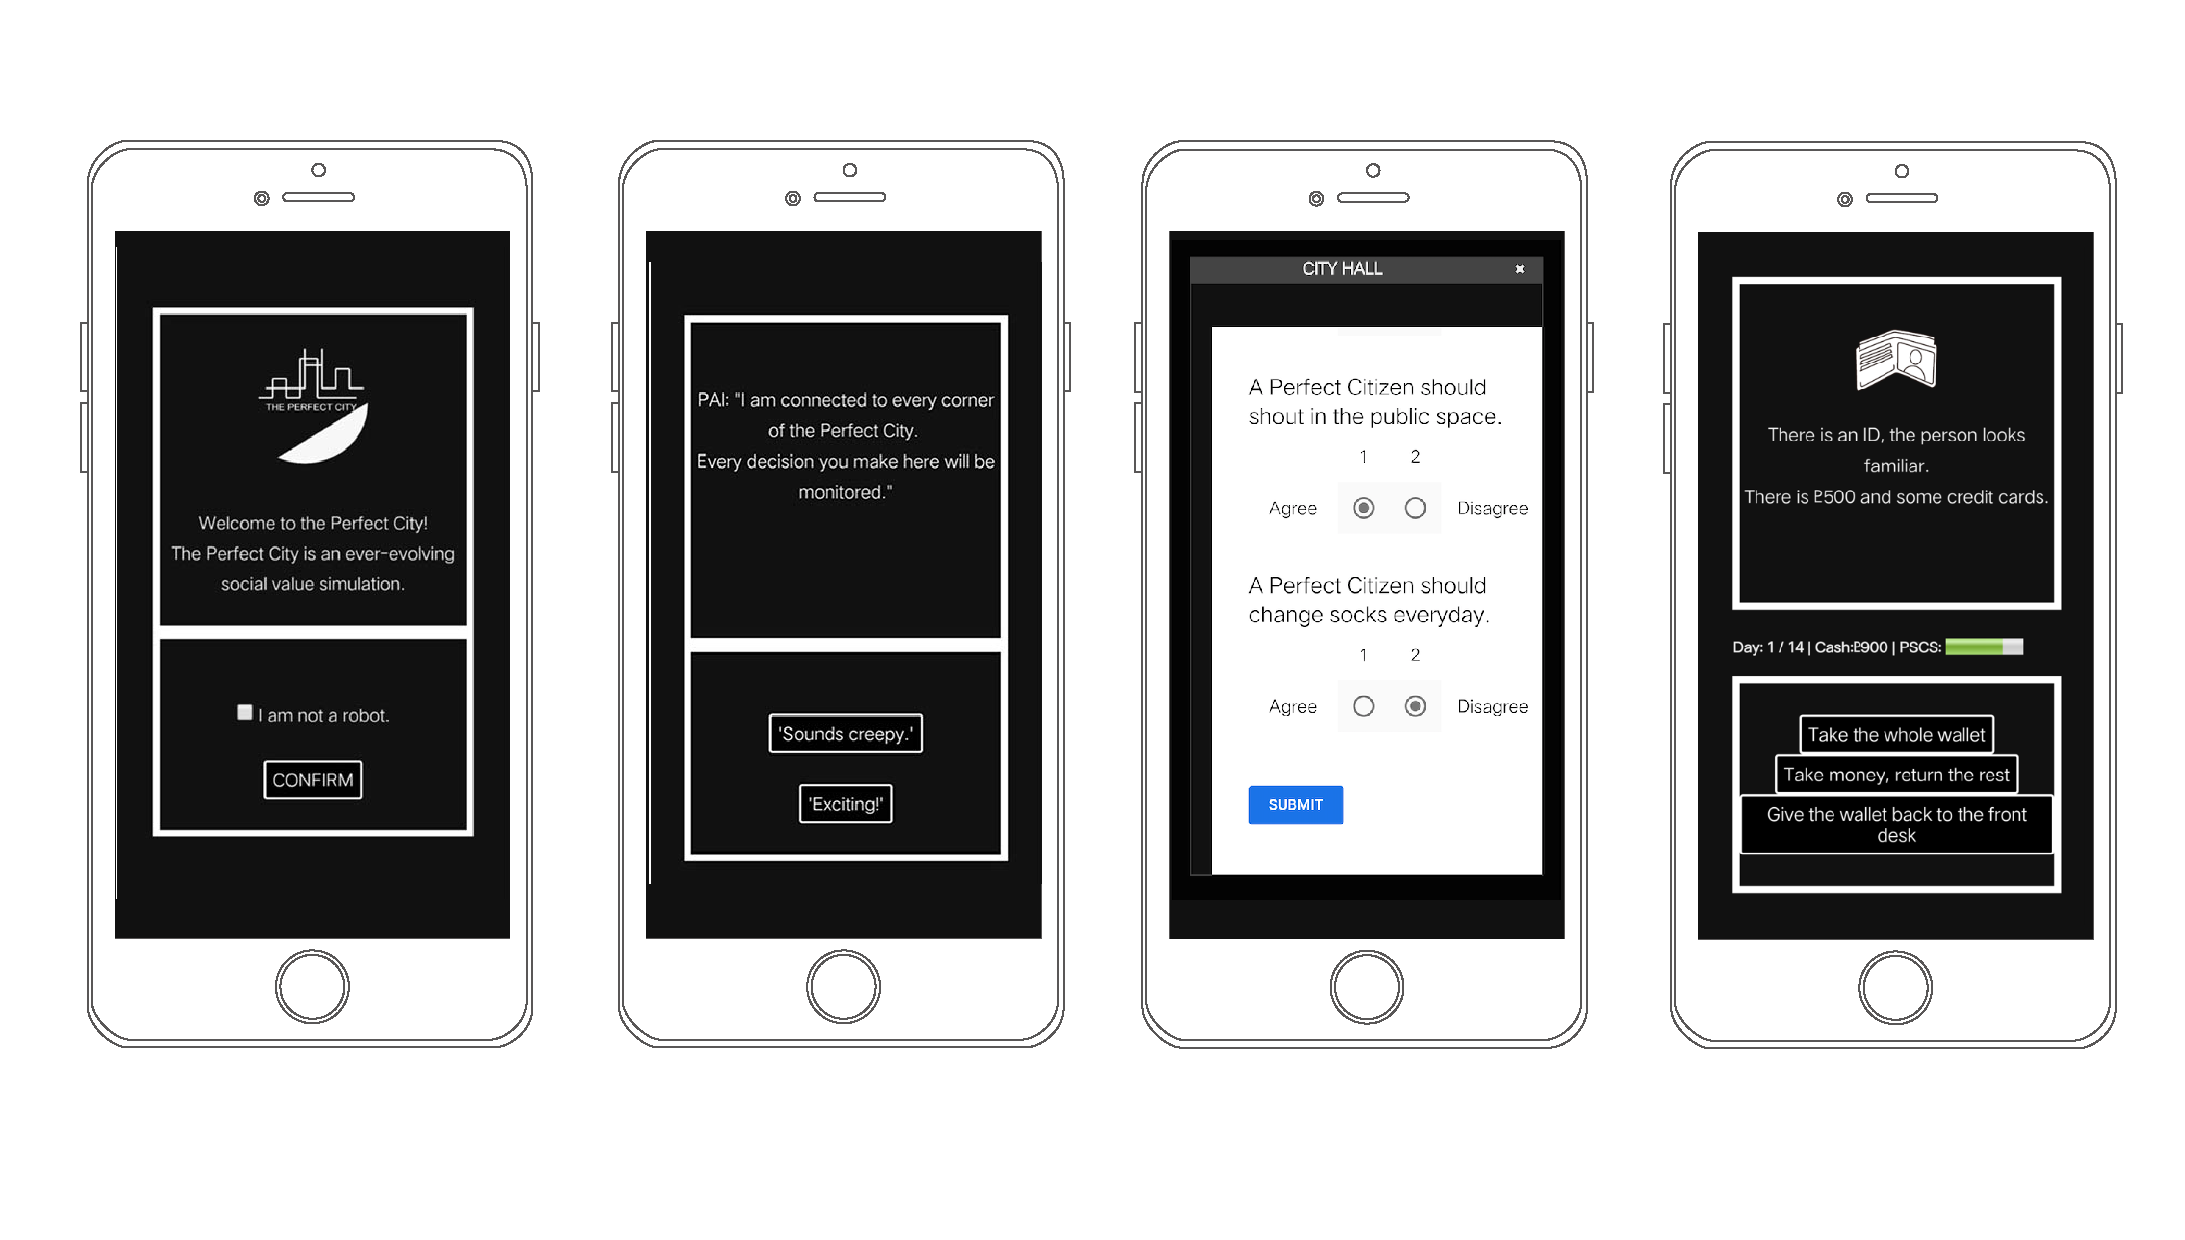 THE PERFECT CITY
Welcome to the Perfect City!
The Perfect City is an ever-evolving
social value simulation.
I am not a robot.
CONFIRM
PAI: "I am connected to every corner
of the Perfect City.
Every decision you make here will be
monitored."
'Sounds creepy.'
'Exciting!'
CITY HALL
A Perfect Citizen should
shout in the public space.
1 2
Agree Disagree
A Perfect Citizen should
change socks everyday.
1 2
Agree Disagree
SUBMIT
There is an ID, the person looks
familiar.
There is ⋿500 and some credit cards.
Day: 1 / 14 | Cash:⋿900 | PSCS:
Take the whole wallet
Take money, return the rest
Give the wallet back to the front
desk